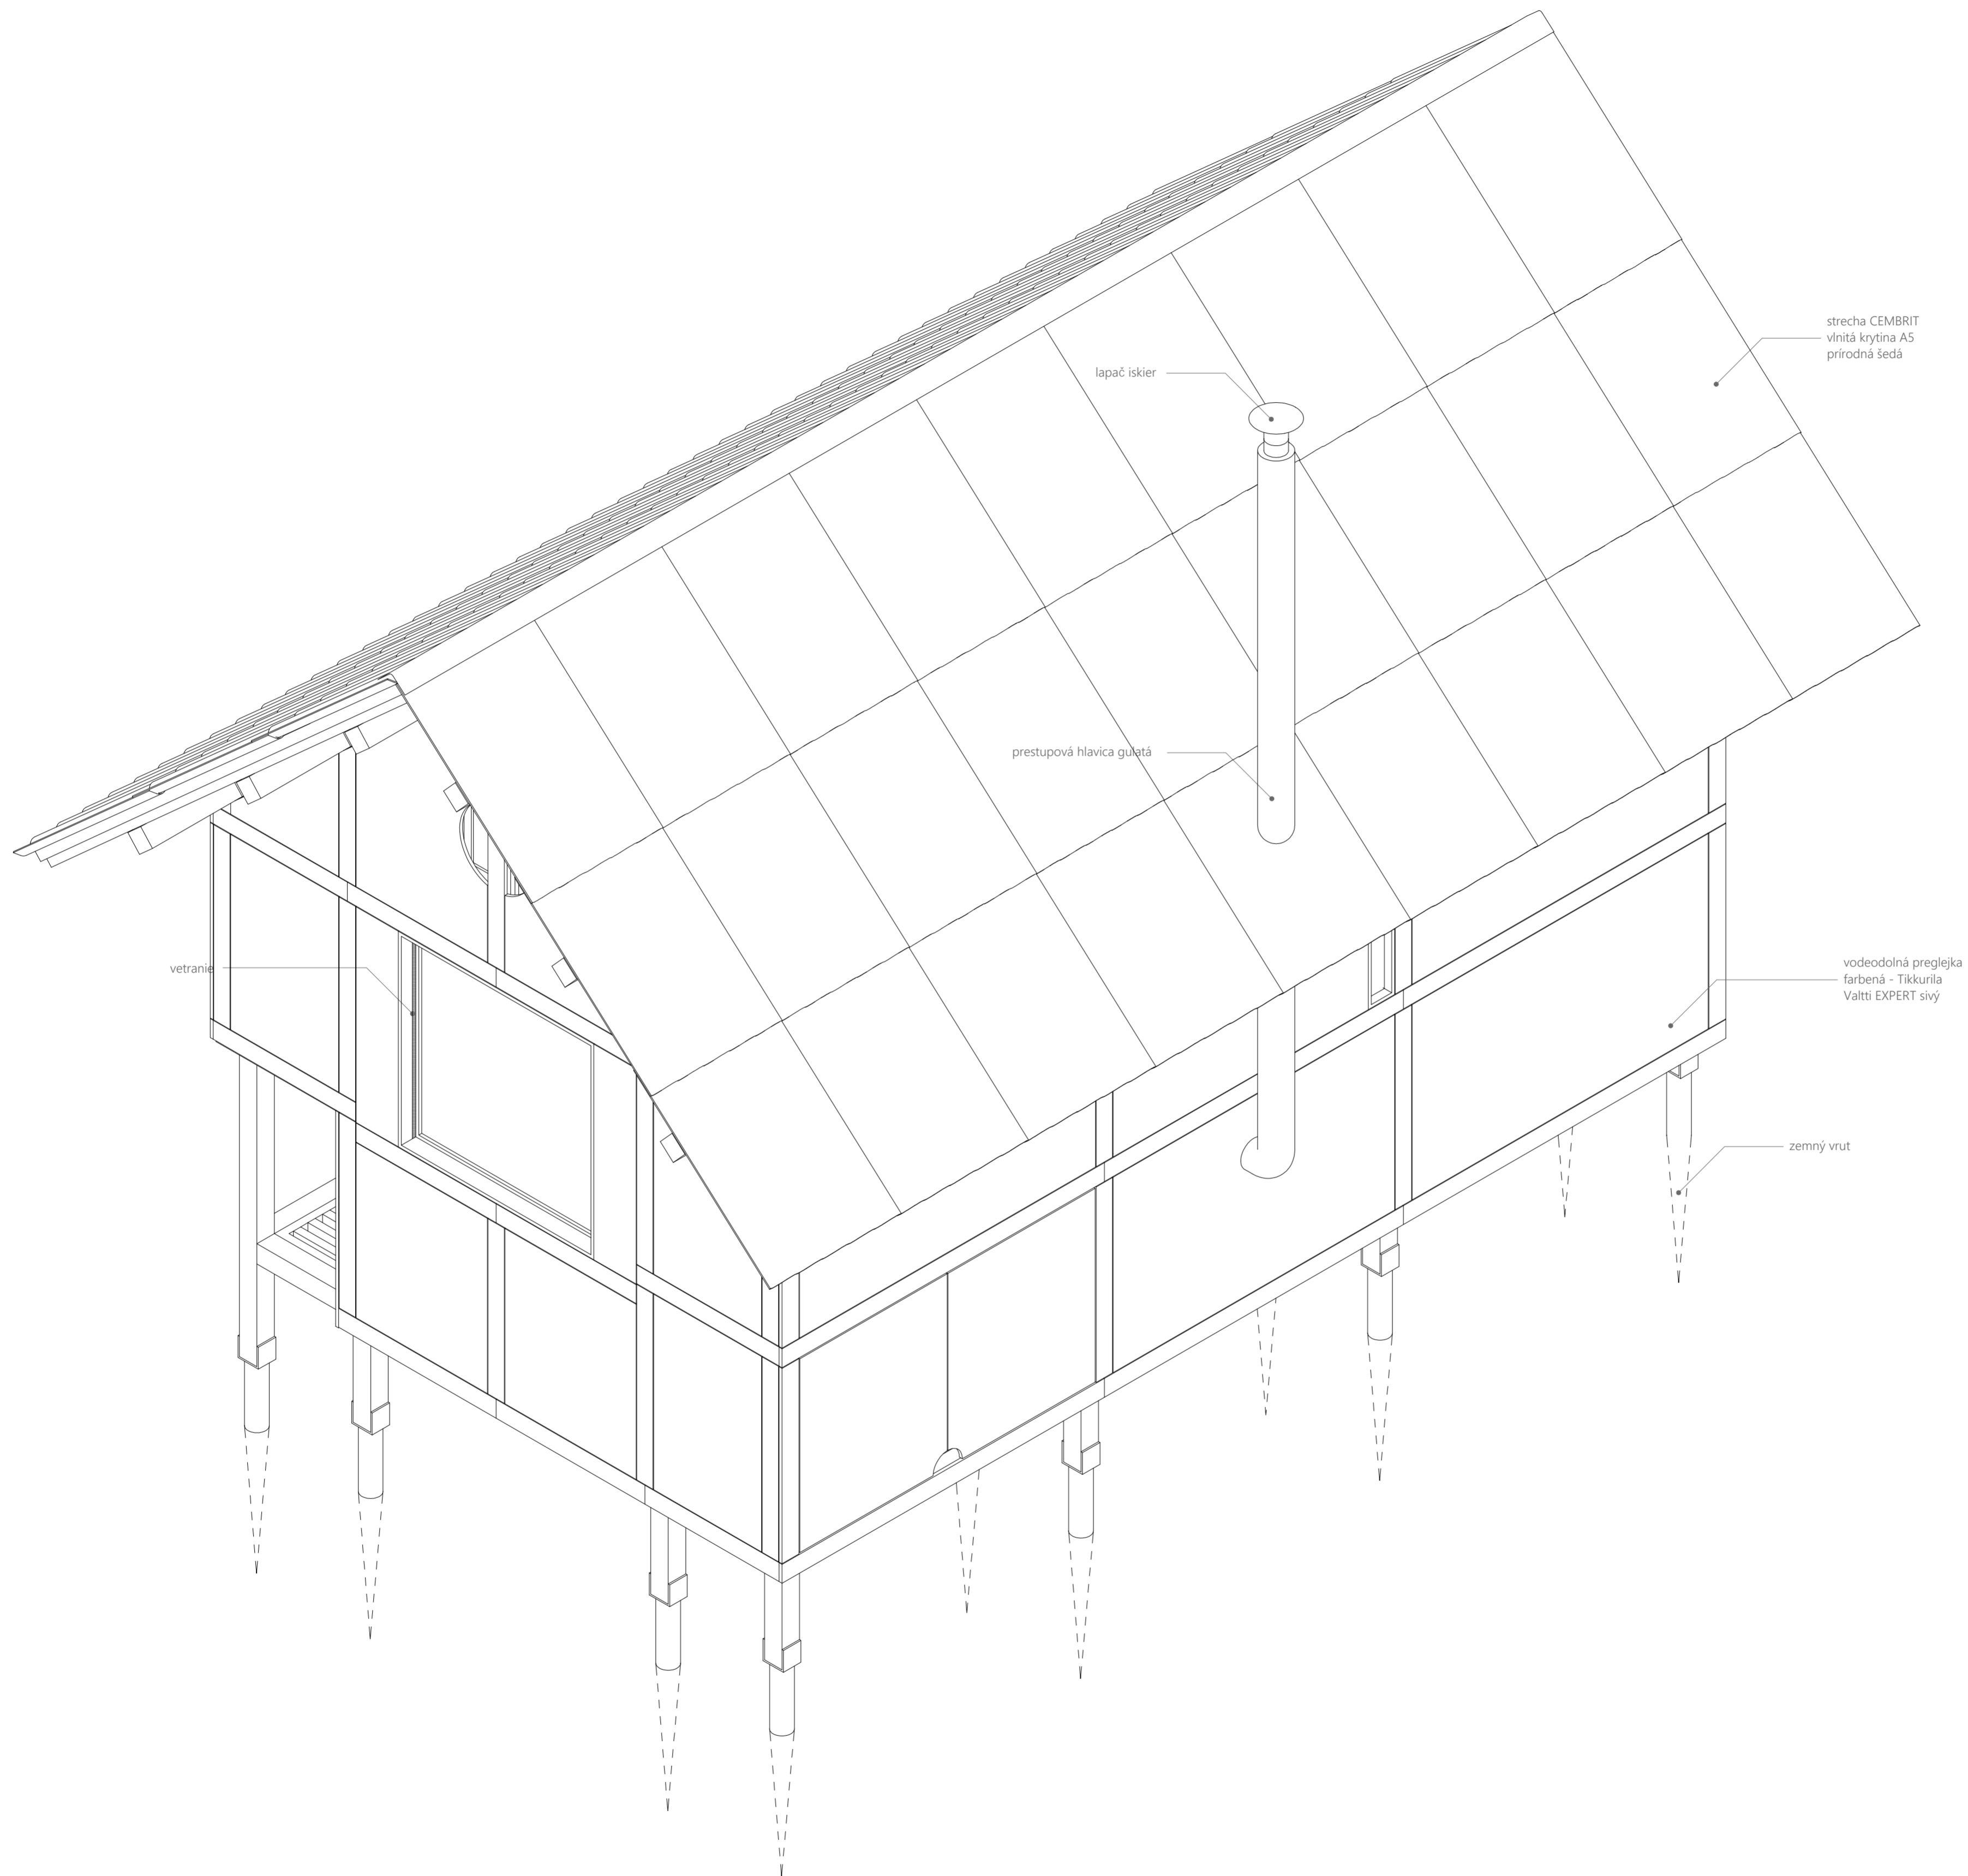 strecha CEMBRIT
vlnitá krytina A5
prírodná šedá
lapač iskier
prestupová hlavica guľatá
vetranie
vodeodolná preglejka
farbená - Tikkurila
Valtti EXPERT sivý
zemný vrut